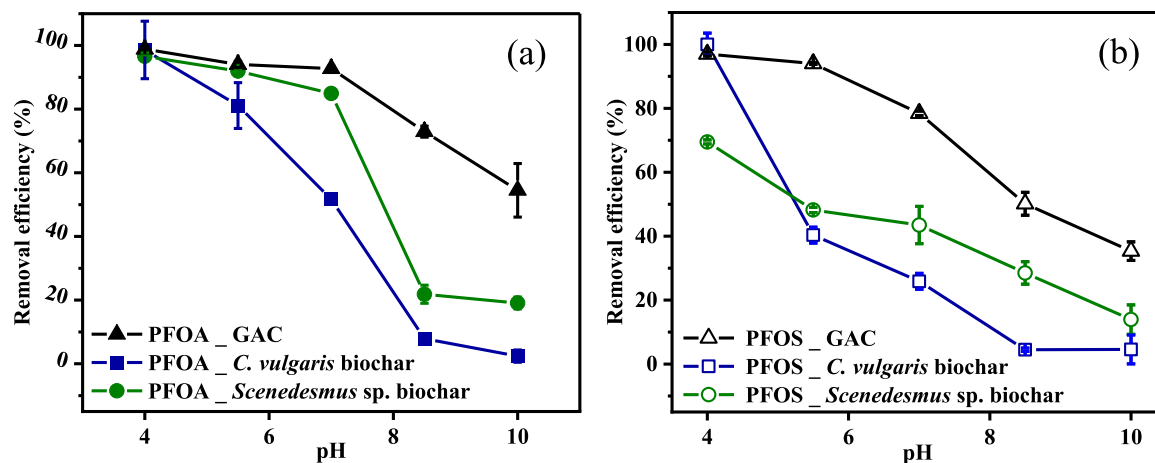 (a)
Removal efficiency (%)
100
80
60
40
20
0
PFOA _ GAC
PFOA _ C. vulgaris biochar
PFOA _ Scenedesmus sp. biochar
4
6
8
10
pH
(b)
Removal efficiency (%)
100
80
60
40
20
0
PFOS _ GAC
PFOS _ C. vulgaris biochar
PFOS _ Scenedesmus sp. biochar
4
6
8
10
pH